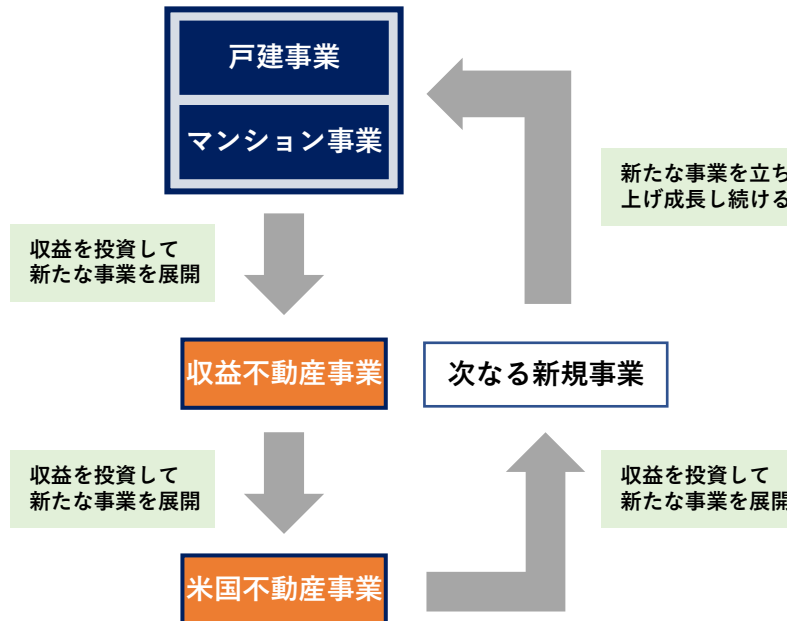 戸建事業
マンション事業
新たな事業を立ち
上げ成長し続ける
収益を投資して
新たな事業を展開
収益不動産事業
次なる新規事業
収益を投資して
新たな事業を展開
収益を投資して
新たな事業を展開
米国不動産事業